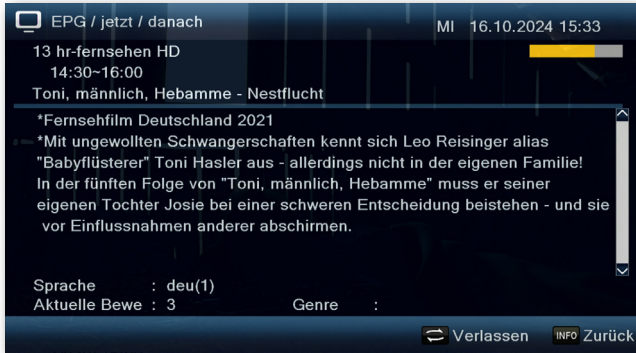 EPG / jetzt / danach
MI 16.10.2024 15:33
13 hr-fernsehen HD
14:30~16:00
Toni, männlich, Hebamme - Nestflucht
*Fernsehfilm Deutschland 2021
*Mit ungewollten Schwangerschaften kennt sich Leo Reisinger alias
"Babyflüsterer" Toni Hasler aus - allerdings nicht in der eigenen Familie!
In der fünften Folge von "Toni, männlich, Hebamme" muss er seiner
eigenen Tochter Josie bei einer schweren Entscheidung beistehen - und sie
vor Einflussnahmen anderer abschirmen.
Sprache : deu(1)
Aktuelle Bewe : 3 Genre :
Verlassen INFO Zurück